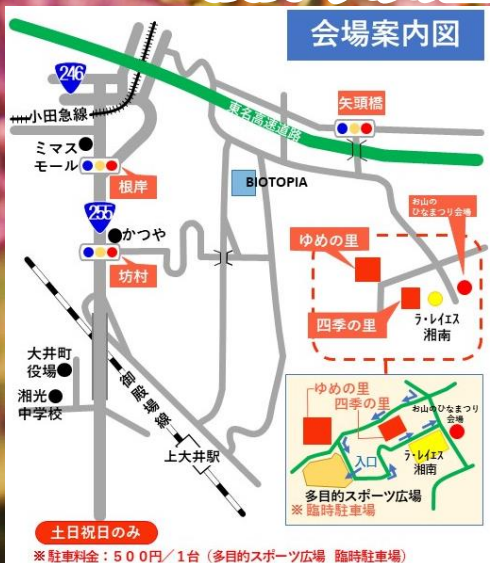 会場案内図
246
小田急線
東名高速道路
矢頭橋
ミマス
モール
根岸
BIOTOPIA
お山の
ひなまつり会場
255
かつや
ゆめの里
坊村
四季の里
ラ・レイエス
湘南
大井町
役場
御殿場線
湘光
中学校
ゆめの里
四季の里
お山のひなまつり
会場
上大井駅
入口
ラ・レイエス
湘南
多目的スポーツ広場
※ 臨時駐車場
土日祝日のみ
※ 駐車料金：５００円／１台（多目的スポーツ広場 臨時駐車場）